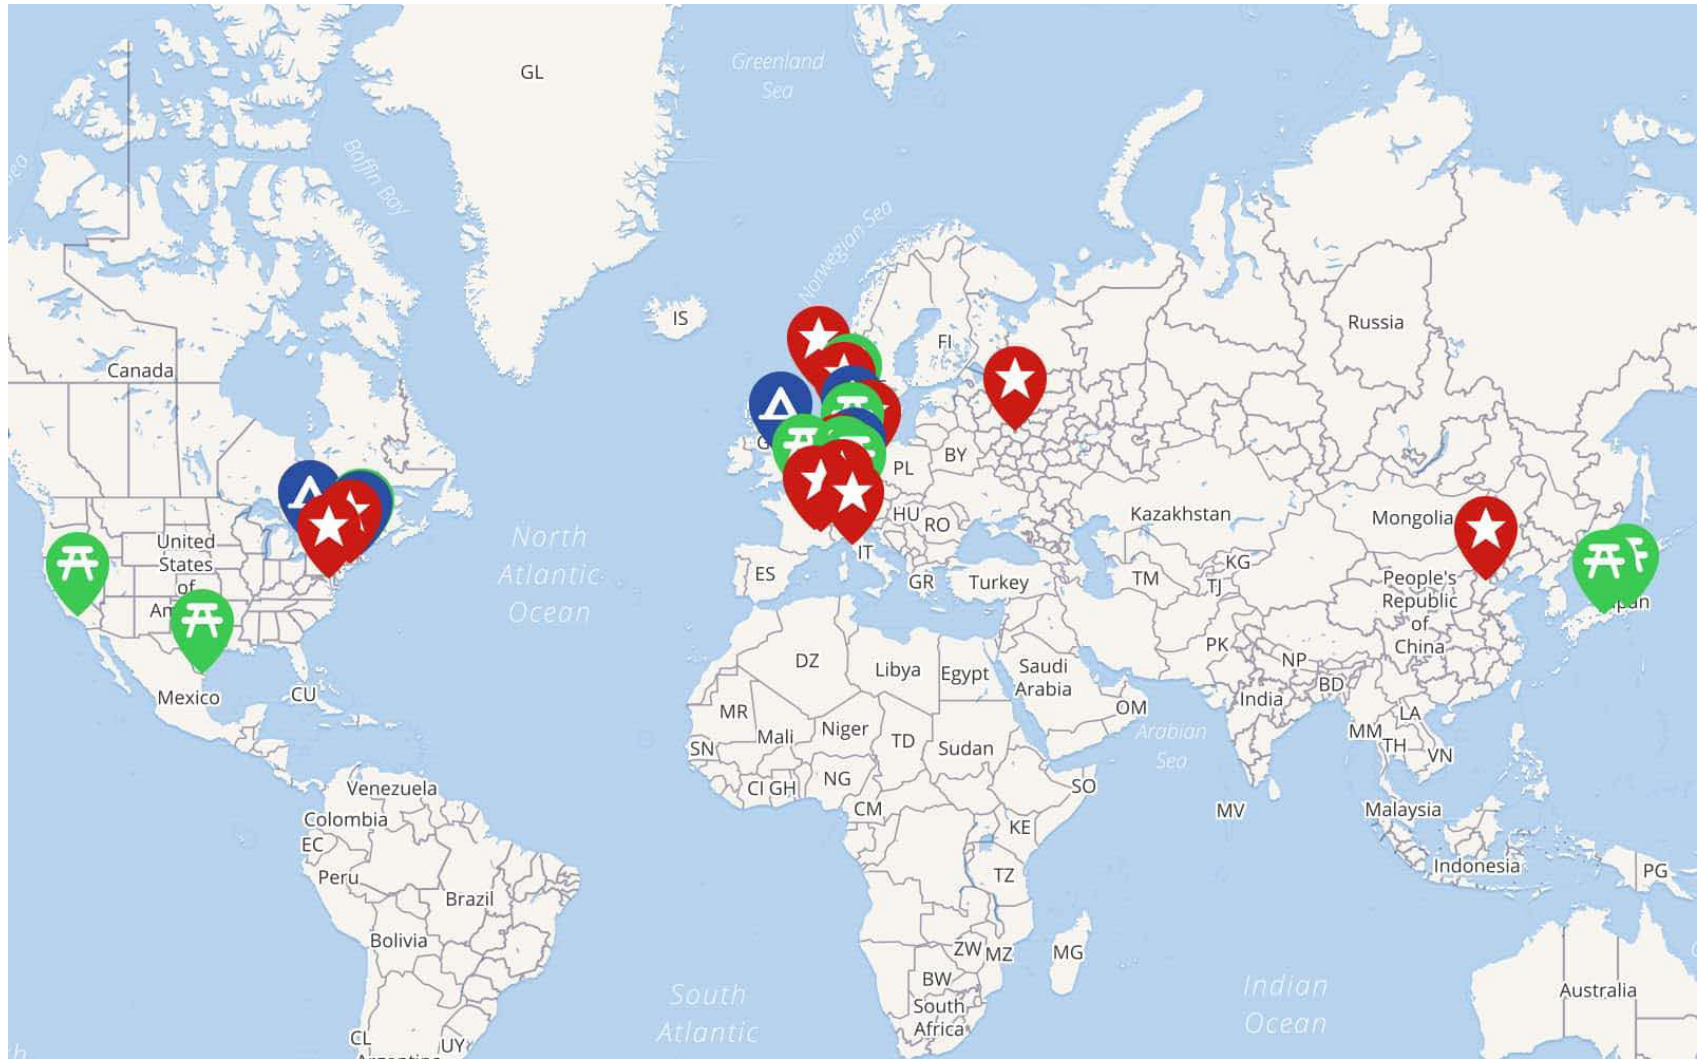 GL
Greenland
Sea
Baffin Bay
Norwegian Sea
IS
FI
Russia
Canada
BY
PL
United
States
of
North
Atlantic
Ocean
HU
RO
IT
ES
GR
Turkey
Kazakhstan
Mongolia
KG
TM
TJ
People's
Republic
of
China
DZ
Libya
Egypt
Saudi
Arabia
PK
NP
BD
India
OM
Arabian
Sea
Mexico
CU
MR
Mali
Niger
TD
Sudan
SN
LA
MM
TH
VN
Venezuela
CI
GH
NG
CM
SO
MV
Malaysia
Colombia
EC
KE
Indonesia
PG
Peru
Brazil
TZ
Bolivia
ZW
MZ
MG
BW
South
Africa
South
Atlantic
Indian
Ocean
Australia
CL
UY
Argentina